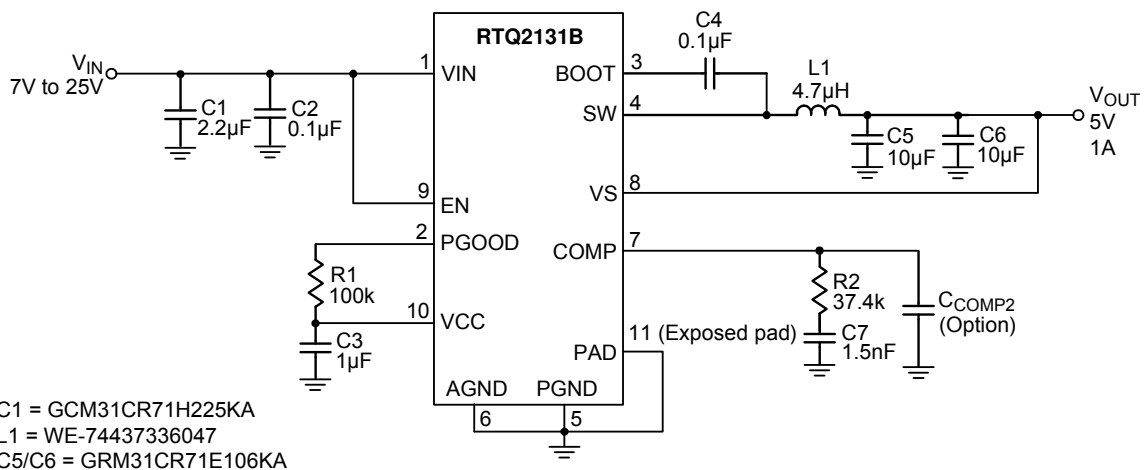 RTQ2131B
C4
0.1µF
VIN
7V to 25V
1
VIN
BOOT
3
L1
4.7µH
C1
2.2µF
C2
0.1µF
SW
4
VOUT
5V
1A
C5
10µF
C6
10µF
9
EN
VS
8
2
PGOOD
COMP
7
R1
100k
R2
37.4k
CCOMP2
(Option)
10
VCC
C3
1µF
11 (Exposed pad)
C7
1.5nF
PAD
AGND
PGND
6
5
C1 = GCM31CR71H225KA
L1 = WE-74437336047
C5/C6 = GRM31CR71E106KA